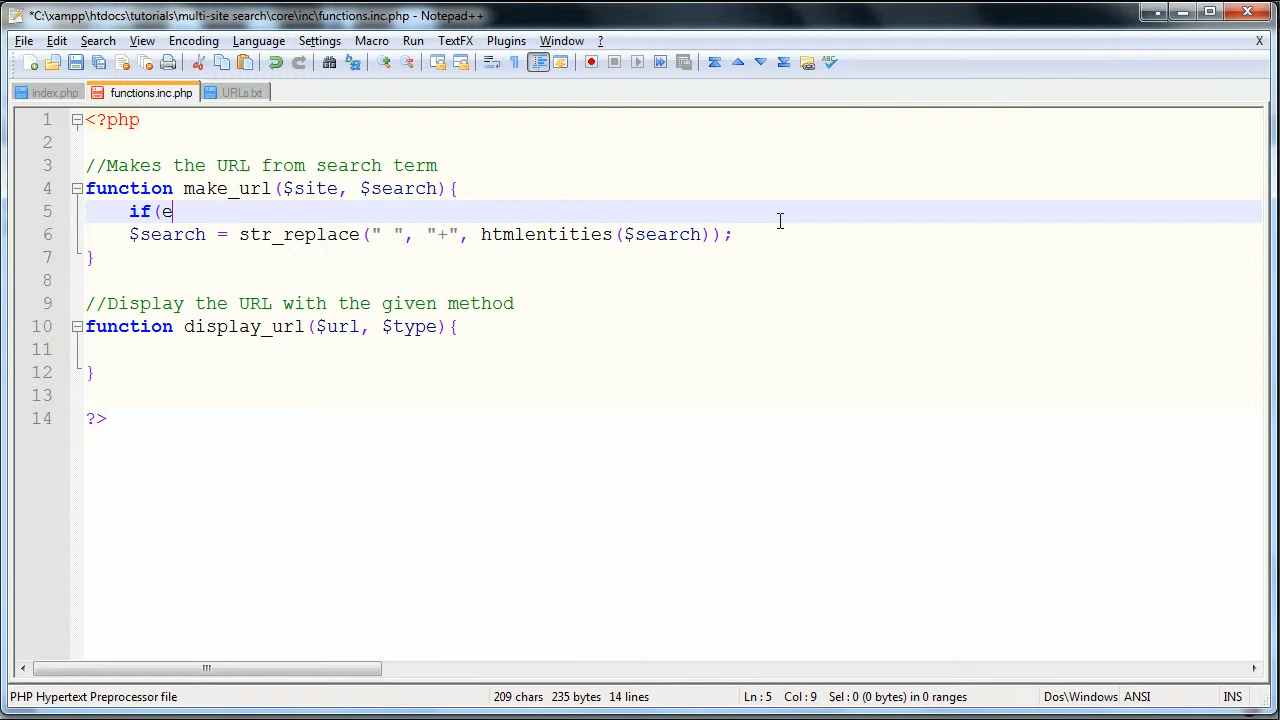 *C:\xampp\htdocs\tutorials\multi-site search\core\inc\functions.inc.php - Notepad++
File Edit Search View Encoding Language Settings Macro Run TextFX Plugins Window ? X
index.php functions.inc.php URLs.txt
1 <?php
2
3 //Makes the URL from search term
4 function make_url($site, $search){
5 if(e
6 $search = str_replace(" ", "+", htmlentities($search));
7 }
8
9 //Display the URL with the given method
10 function display_url($url, $type){
11
12 }
13
14 ?>
PHP Hypertext Preprocessor file 209 chars 235 bytes 14 lines Ln : 5 Col : 9 Sel : 0 (0 bytes) in 0 ranges Dos\Windows ANSI INS